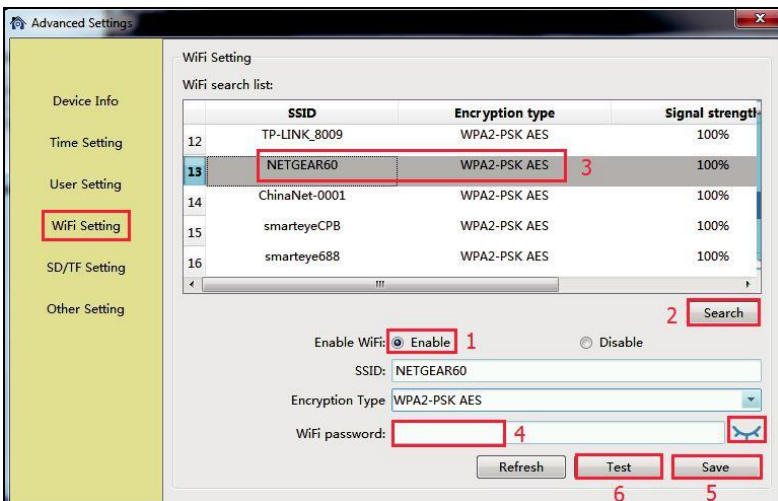 Advanced Settings
Device Info
Time Setting
User Setting
WiFi Setting
SD/TF Setting
Other Setting
WiFi Setting
WiFi search list:
SSID Encryption type Signal strength
12 TP-LINK_8009 WPA2-PSK AES 100%
13 NETGEAR60 WPA2-PSK AES 3 100%
14 ChinaNet-0001 WPA2-PSK AES 100%
15 smarteyeCPB WPA2-PSK AES 100%
16 smarteye688 WPA2-PSK AES 100%
2 Search
Enable WiFi: Enable 1 Disable
SSID: NETGEAR60
Encryption Type WPA2-PSK AES
WiFi password: 4
Refresh Test Save
6 5